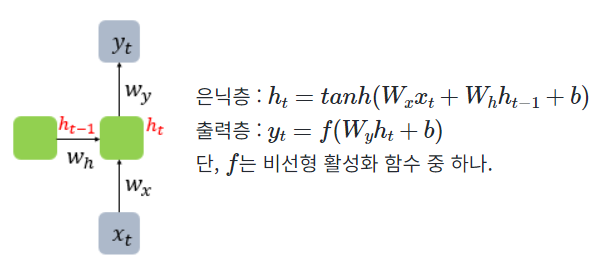 y_t
w_y
h_{t-1}
h_t
w_h
w_x
x_t
은닉층 : h_t = tanh(W_x x_t + W_h h_{t-1} + b)
출력층 : y_t = f(W_y h_t + b)
단, f는 비선형 활성화 함수 중 하나.